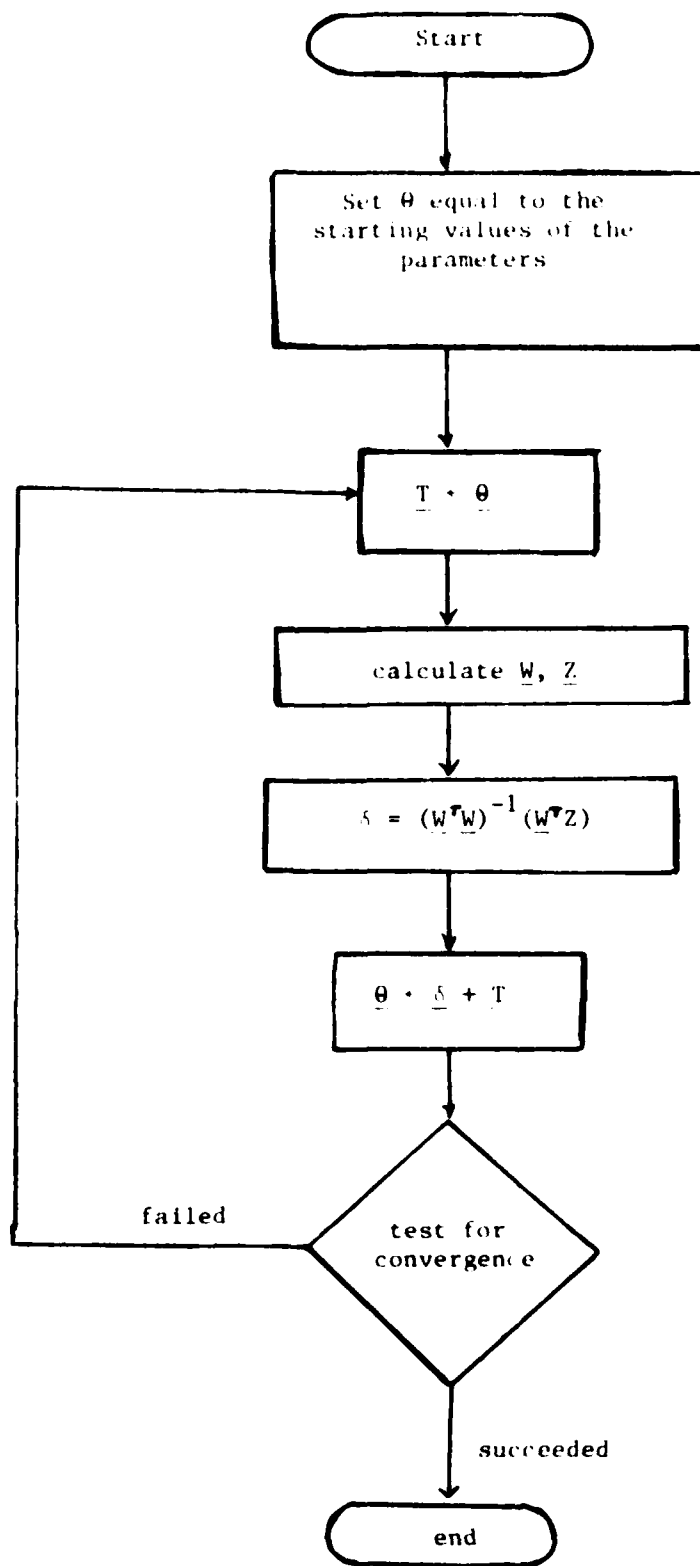 Start
Set θ equal to the
starting values of the
parameters
T ← θ
calculate W, Z
δ = (WᵀW)⁻¹(WᵀZ)
θ ← δ + T
failed
test for
convergence
succeeded
end